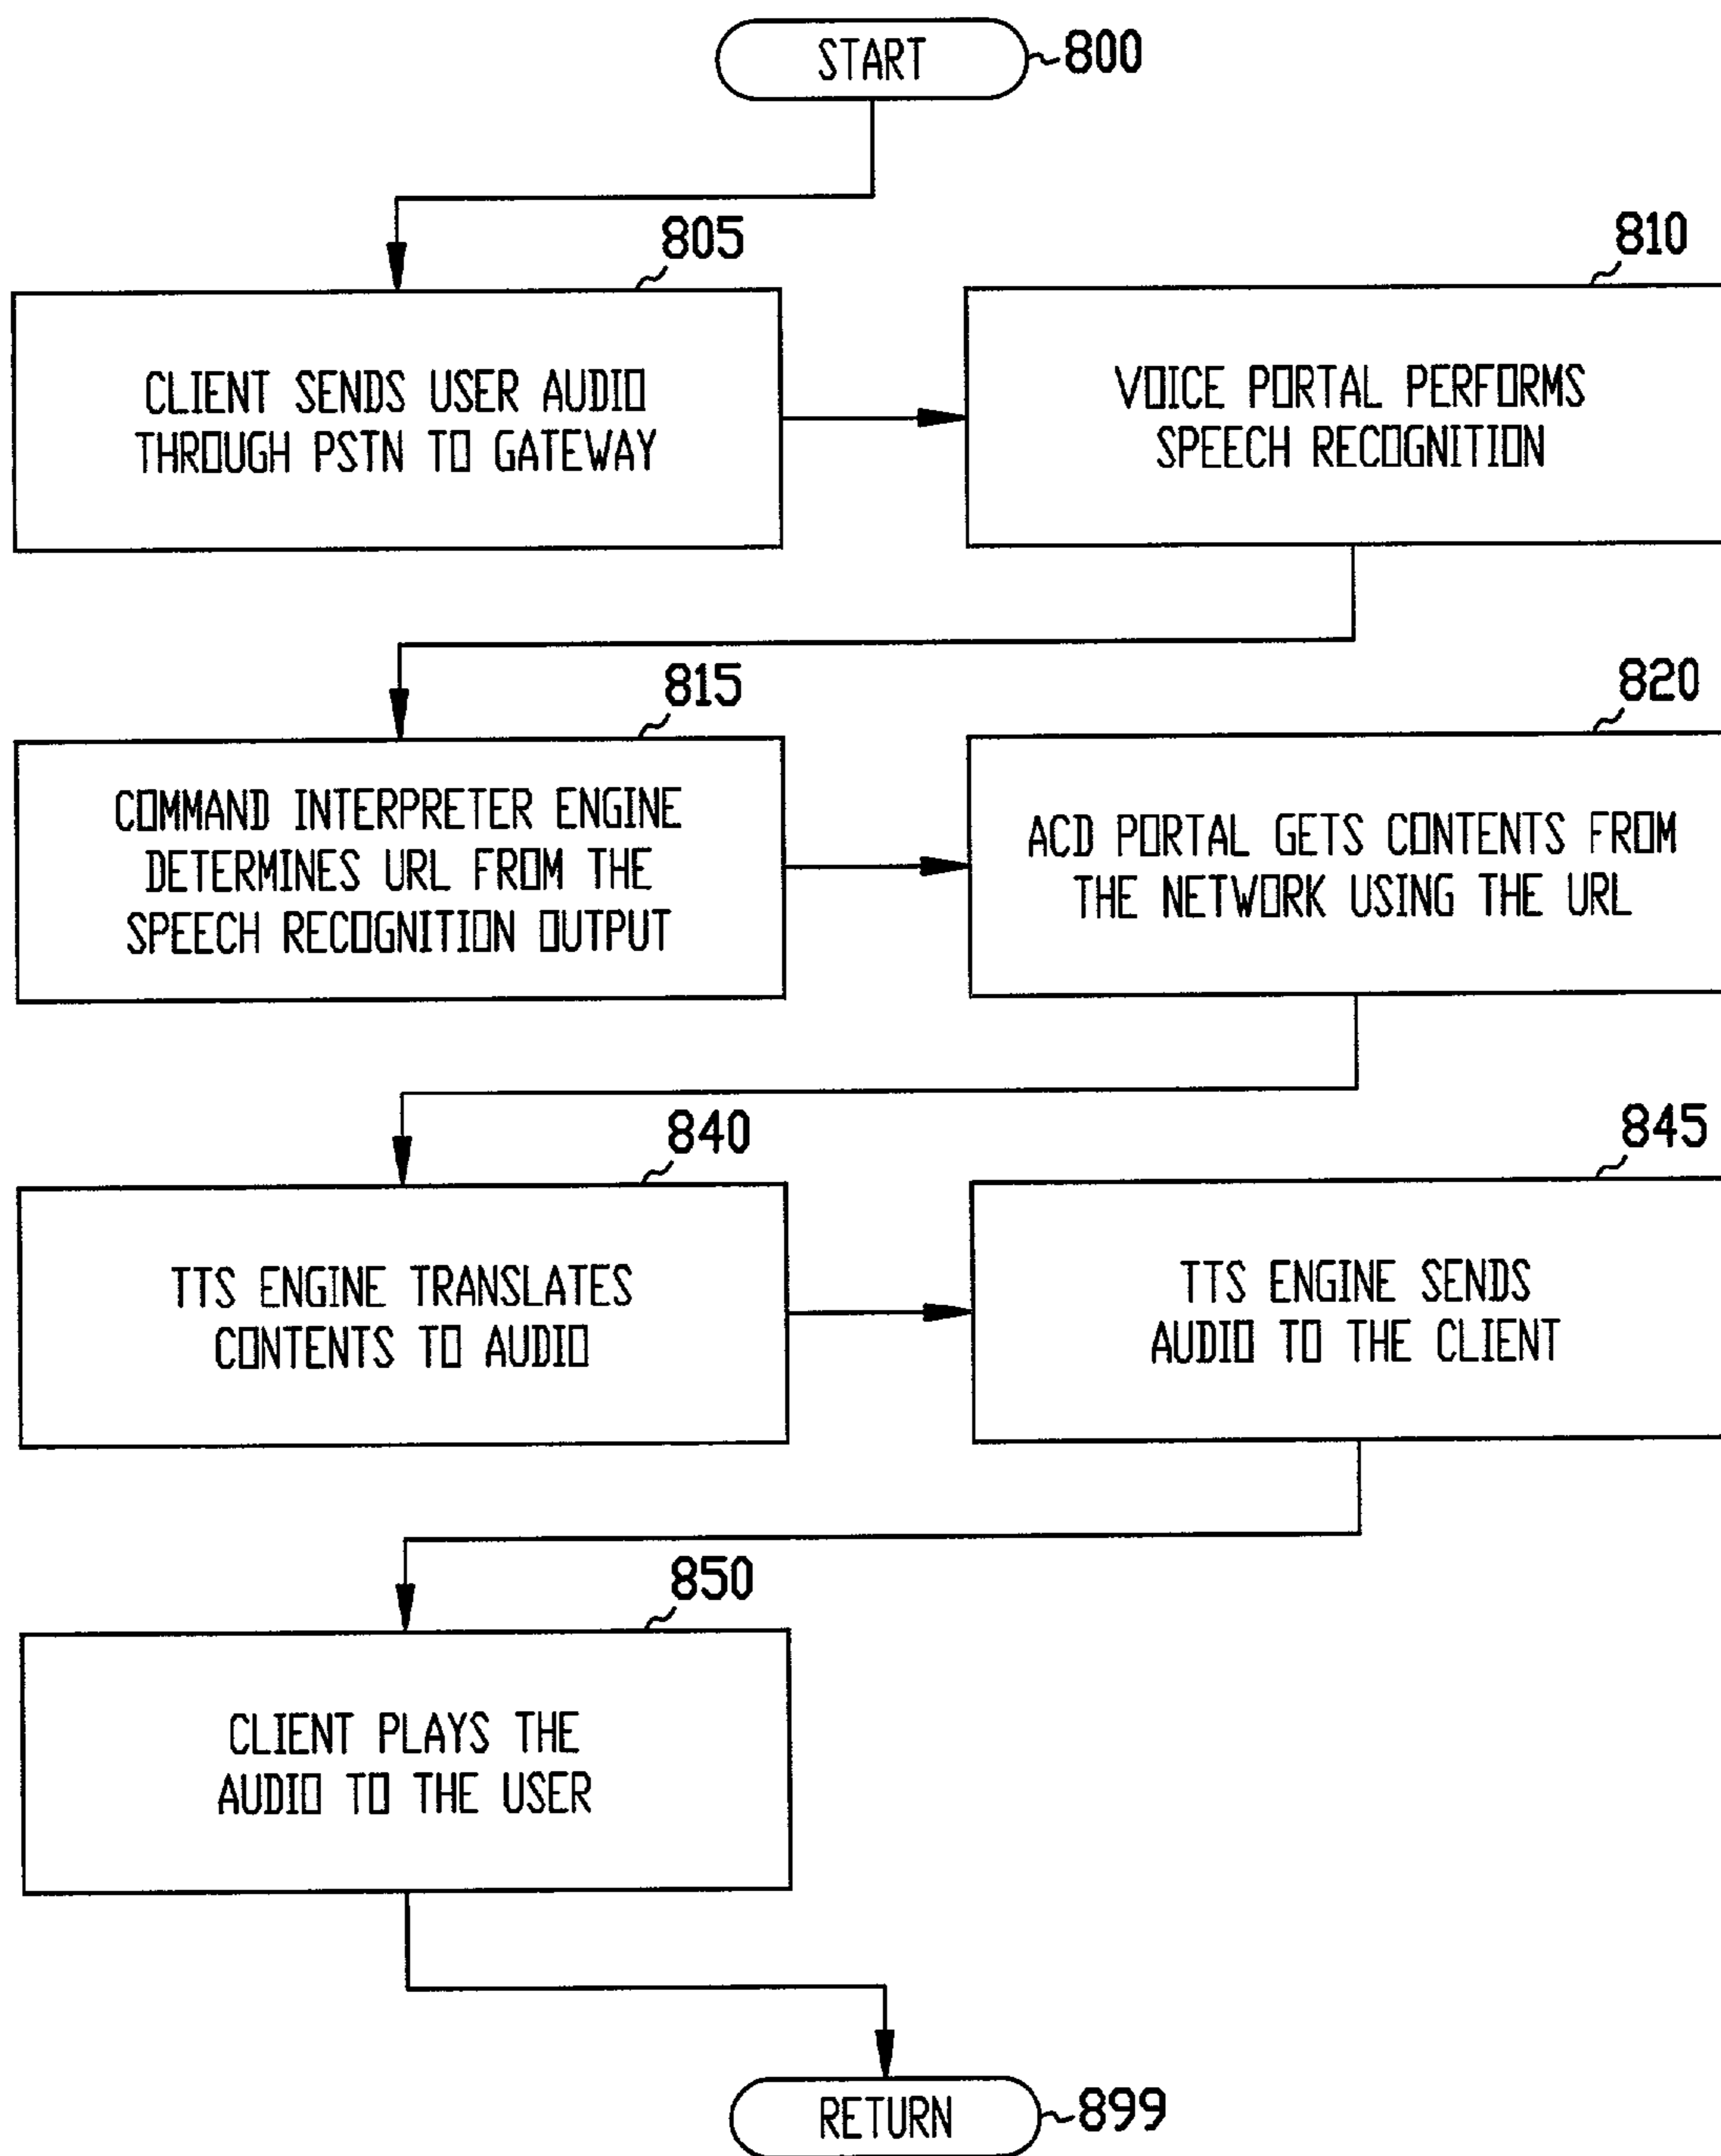 START
800
805
CLIENT SENDS USER AUDIO
THROUGH PSTN TO GATEWAY
810
VOICE PORTAL PERFORMS
SPEECH RECOGNITION
815
COMMAND INTERPRETER ENGINE
DETERMINES URL FROM THE
SPEECH RECOGNITION OUTPUT
820
ACD PORTAL GETS CONTENTS FROM
THE NETWORK USING THE URL
840
TTS ENGINE TRANSLATES
CONTENTS TO AUDIO
845
TTS ENGINE SENDS
AUDIO TO THE CLIENT
850
CLIENT PLAYS THE
AUDIO TO THE USER
RETURN
899